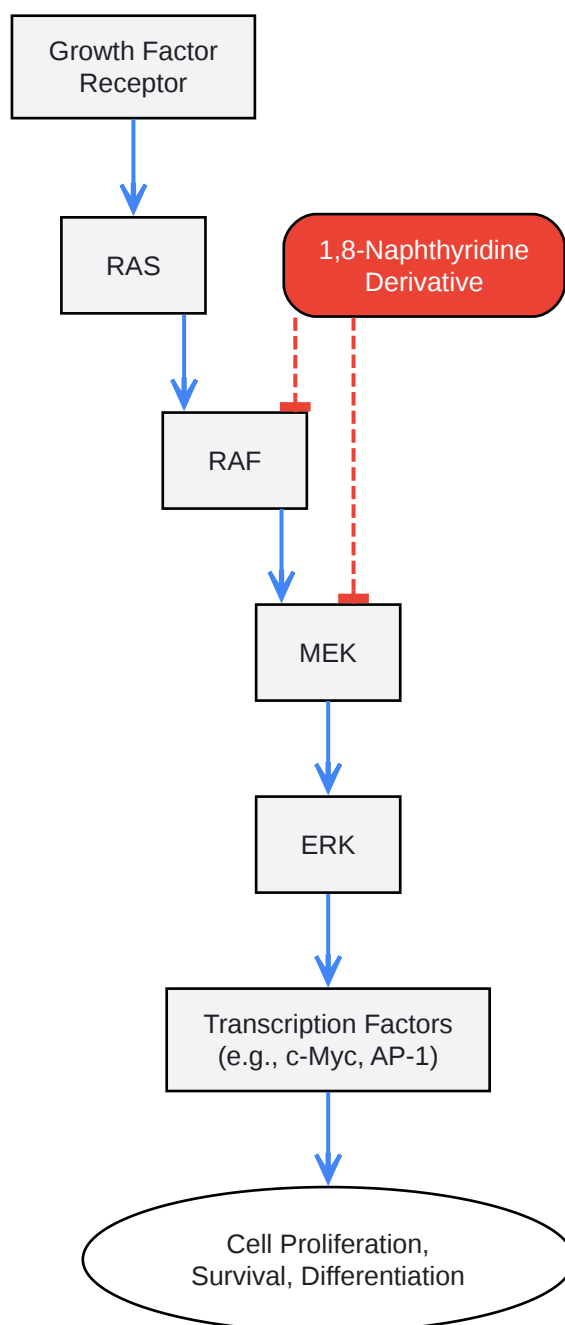 Growth Factor
Receptor
RAS
1,8-Naphthyridine
Derivative
RAF
MEK
ERK
Transcription Factors
(e.g., c-Myc, AP-1)
Cell Proliferation,
Survival, Differentiation